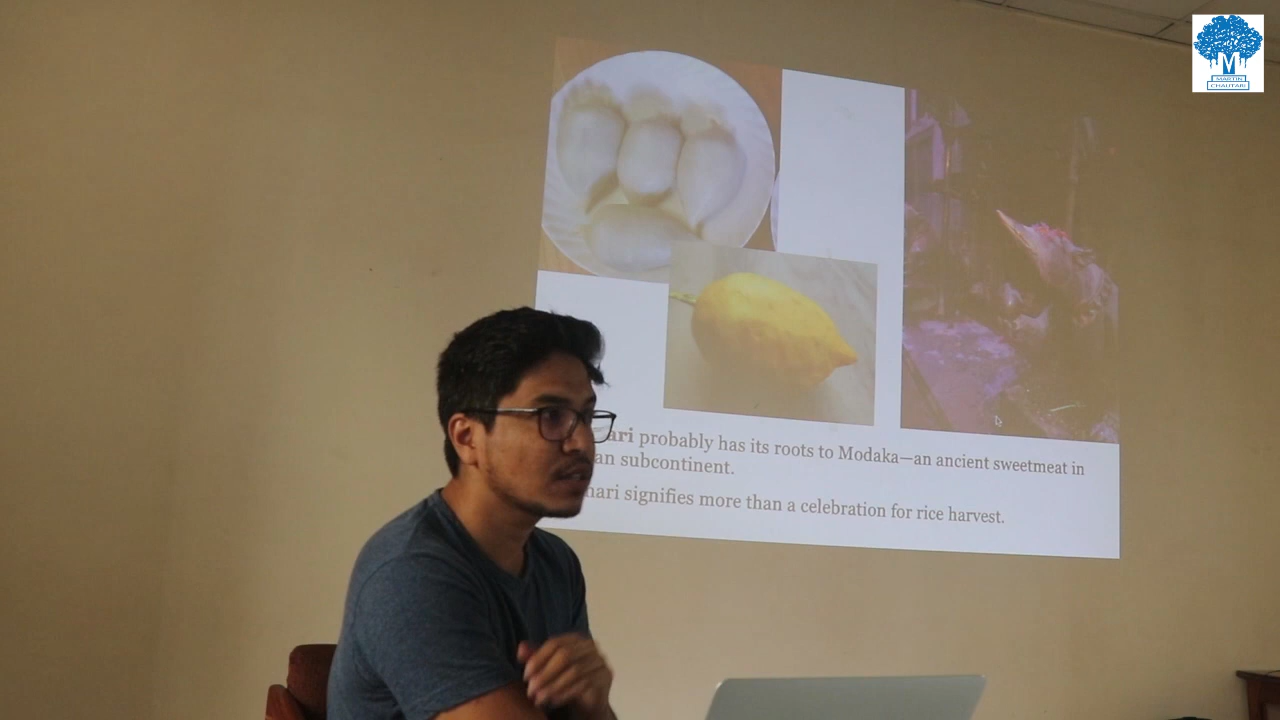 M
MARTIN
CHAUTARI
ari probably has its roots to Modaka—an ancient sweetmeat in
an subcontinent.
hari signifies more than a celebration for rice harvest.